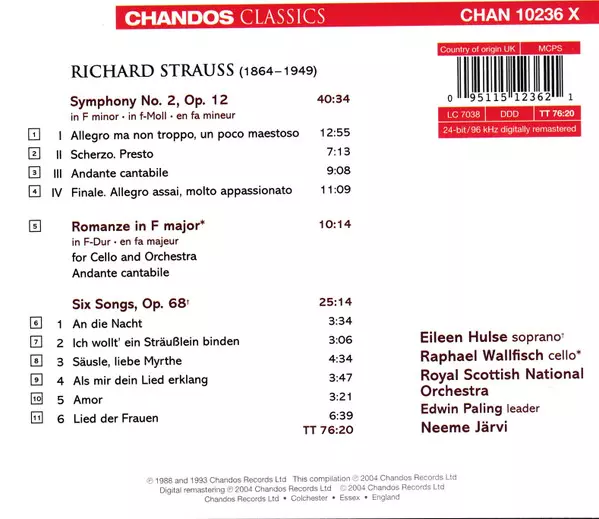 CHANDOS CLASSICS CHAN 10236 X
Country of origin UK MCPS
0 95115 12362 1
LC 7038 DDD TT 76:20
24-bit/96 kHz digitally remastered
RICHARD STRAUSS (1864–1949)
Symphony No. 2, Op. 12 40:34
in F minor · in f-Moll · en fa mineur
1 I Allegro ma non troppo, un poco maestoso 12:55
2 II Scherzo. Presto 7:13
3 III Andante cantabile 9:08
4 IV Finale. Allegro assai, molto appassionato 11:09
5 Romanze in F major* 10:14
in F-Dur · en fa majeur
for Cello and Orchestra
Andante cantabile
Six Songs, Op. 68† 25:14
6 1 An die Nacht 3:34
7 2 Ich wollt' ein Sträußlein binden 3:06
8 3 Säusle, liebe Myrthe 4:34
9 4 Als mir dein Lied erklang 3:47
10 5 Amor 3:21
11 6 Lied der Frauen 6:39
TT 76:20
Eileen Hulse soprano†
Raphael Wallfisch cello*
Royal Scottish National
Orchestra
Edwin Paling leader
Neeme Järvi
℗ 1988 and 1993 Chandos Records Ltd This compilation ℗ 2004 Chandos Records Ltd
Digital remastering ℗ 2004 Chandos Records Ltd © 2004 Chandos Records Ltd
Chandos Records Ltd • Colchester • Essex • England